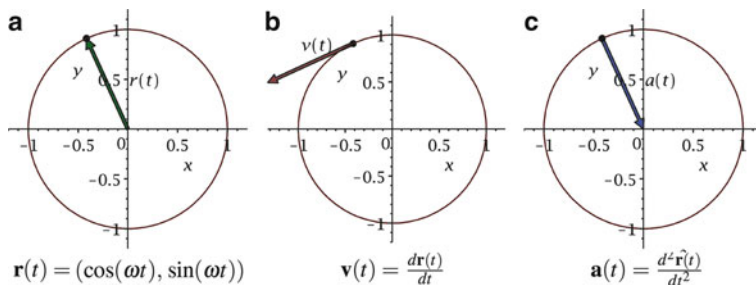 a
1
y
0.5
r(t)
-1
-0.5
0
0.5
1
x
-0.5
-1
r(t) = (cos(ωt), sin(ωt))
b
1
v(t)
y
0.5
-1
-0.5
0
0.5
1
x
-0.5
-1
v(t) = dr(t)/dt
c
1
y
0.5
a(t)
-1
-0.5
0
0.5
1
x
-0.5
-1
a(t) = d²r(t)/dt²